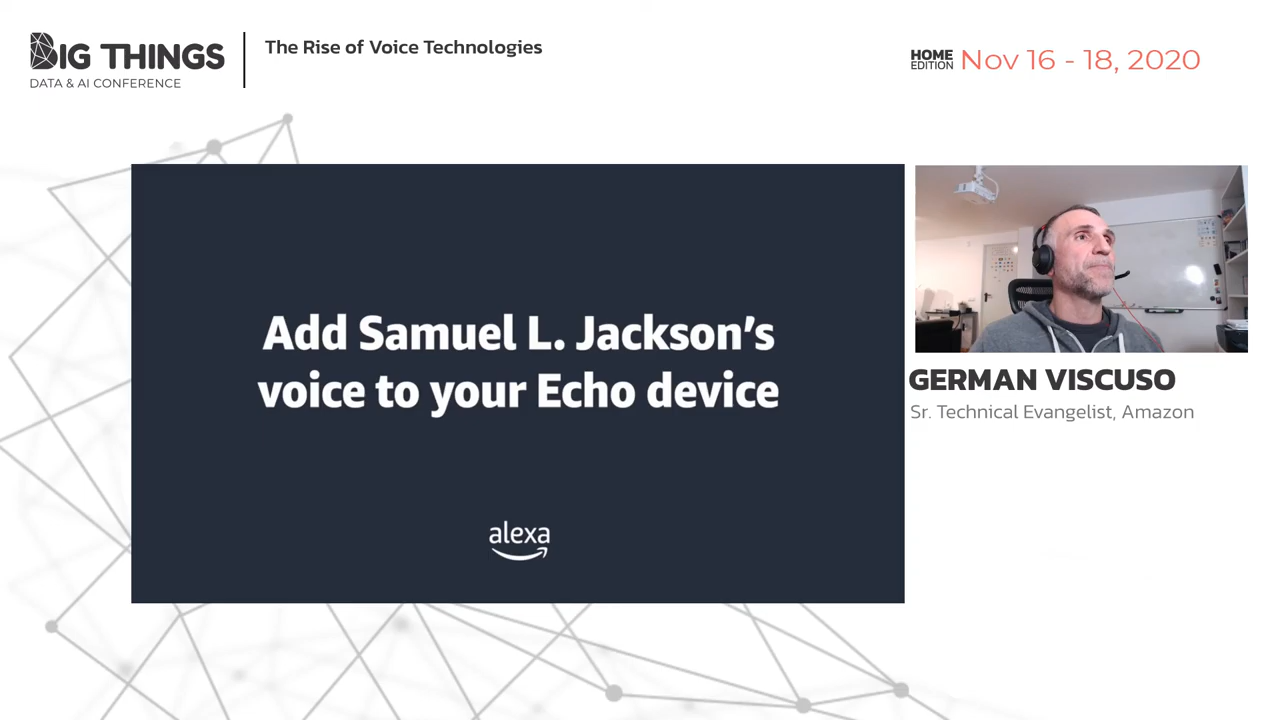 BIG THINGS
DATA & AI CONFERENCE
The Rise of Voice Technologies
HOME
EDITION
Nov 16 - 18, 2020
Add Samuel L. Jackson's
voice to your Echo device
alexa
GERMAN VISCUSO
Sr. Technical Evangelist, Amazon